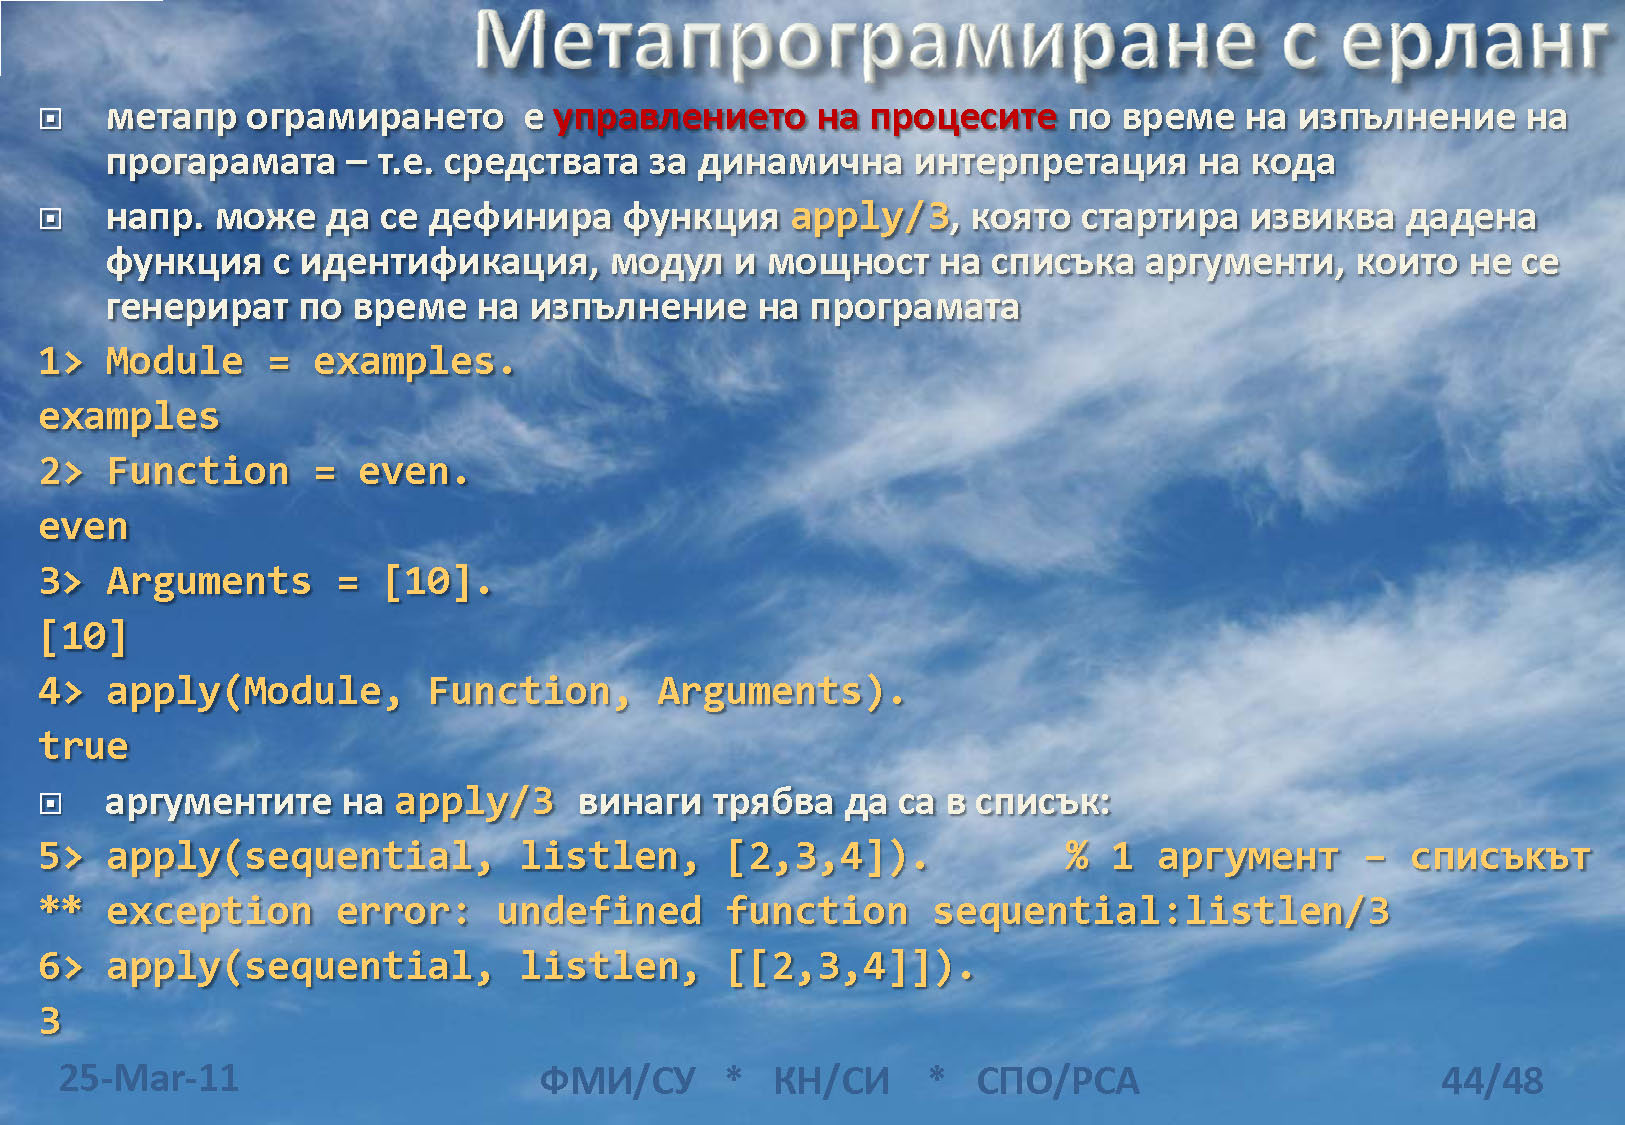 Метапрограмиране с ерланг
метапр ограмирането е управлението на процесите по време на изпълнение на
прогарамата – т.е. средствата за динамична интерпретация на кода
напр. може да се дефинира функция apply/3, която стартира извиква дадена
функция с идентификация, модул и мощност на списъка аргументи, които не се
генерират по време на изпълнение на програмата
1> Module = examples.
examples
2> Function = even.
even
3> Arguments = [10].
[10]
4> apply(Module, Function, Arguments).
true
аргументите на apply/3 винаги трябва да са в списък:
5> apply(sequential, listlen, [2,3,4]). % 1 аргумент – списъкът
** exception error: undefined function sequential:listlen/3
6> apply(sequential, listlen, [[2,3,4]]).
3
25-Mar-11 ФМИ/СУ * КН/СИ * СПО/РСА 44/48